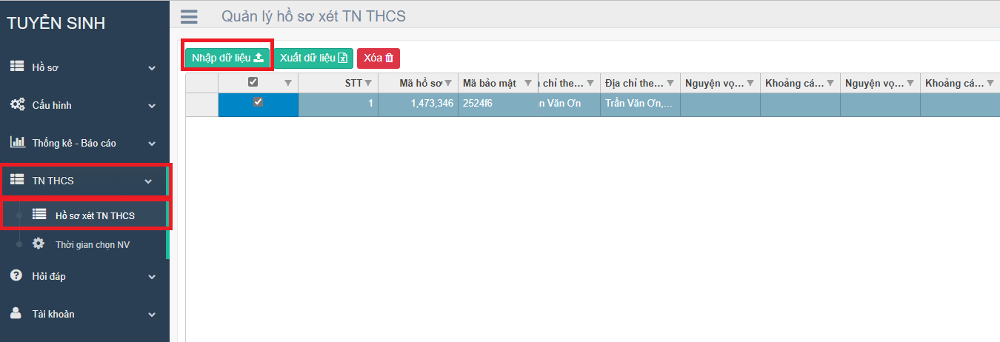 TUYỂN SINH
Quản lý hồ sơ xét TN THCS
Nhập dữ liệu Xuất dữ liệu Xóa
STT Mã hồ sơ Mã bảo mật chỉ the... Địa chỉ the... Nguyện vọ... Khoảng cá... Nguyện vọ... Khoảng cá...
1 1,473,346 2524f6 Văn Ơn Trần Văn Ơn,...
Hồ sơ
Cấu hình
Thống kê - Báo cáo
TN THCS
Hồ sơ xét TN THCS
Thời gian chọn NV
Hỏi đáp
Tài khoản